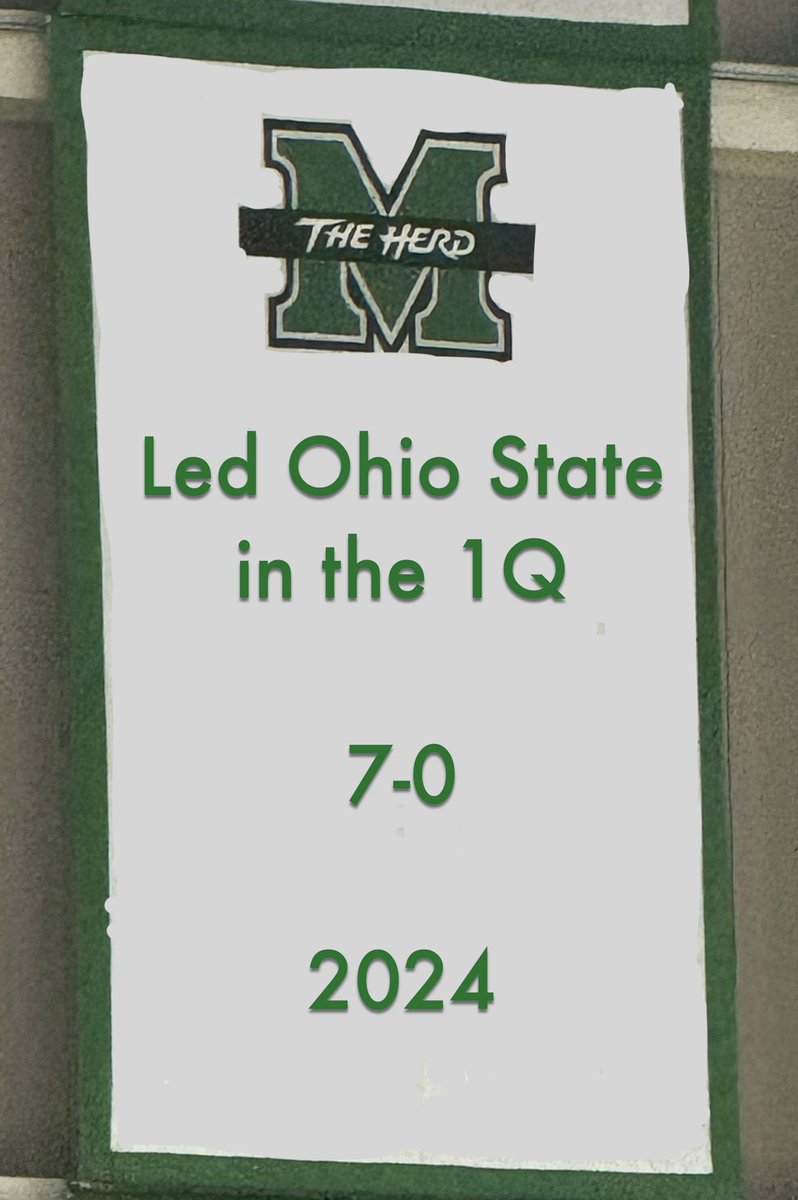 THE HERD
Led Ohio State
in the 1Q
7-0
2024